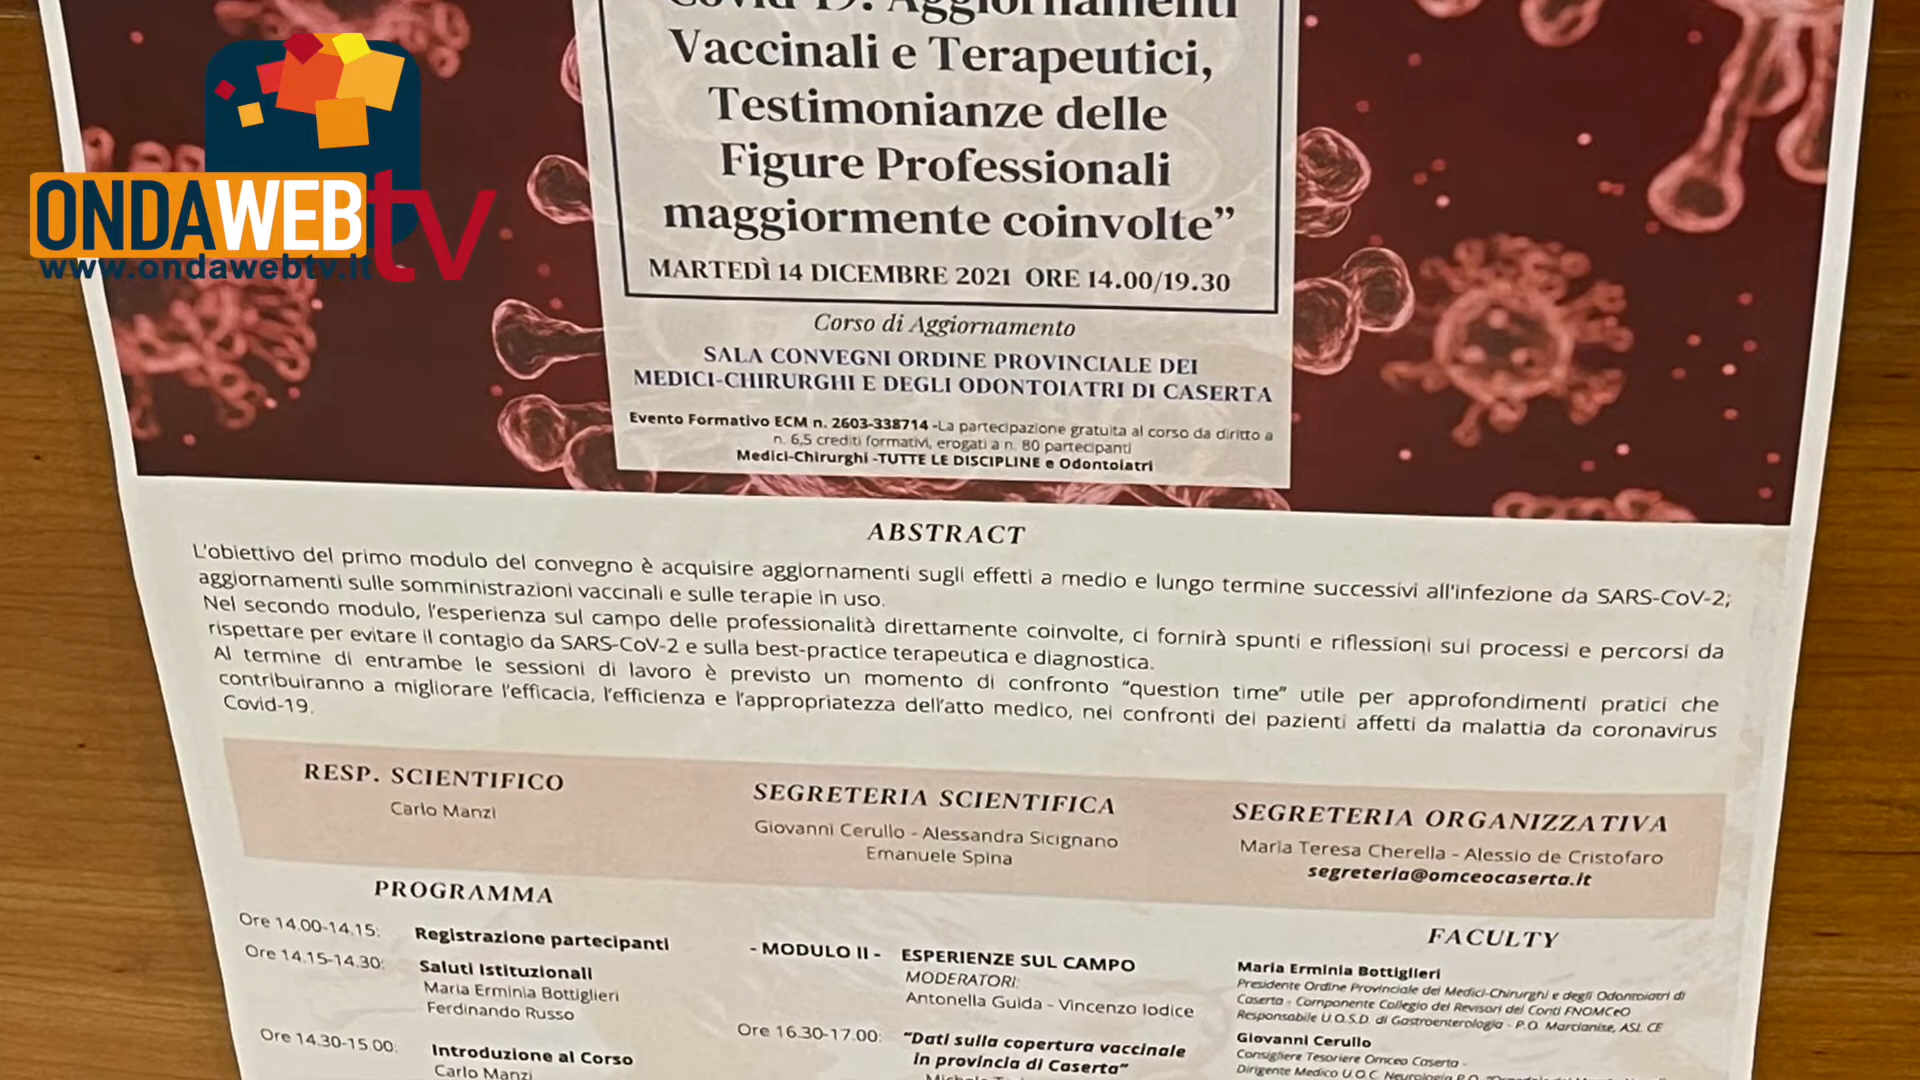 Covid-19: Aggiornamenti
Vaccinali e Terapeutici,
Testimonianze delle
Figure Professionali
maggiormente coinvolte”
MARTEDÌ 14 DICEMBRE 2021 ORE 14.00/19.30
Corso di Aggiornamento
SALA CONVEGNI ORDINE PROVINCIALE DEI
MEDICI-CHIRURGHI E DEGLI ODONTOIATRI DI CASERTA
Evento Formativo ECM n. 2603-338714 -La partecipazione gratuita al corso da diritto a
n. 6,5 crediti formativi, erogati a n. 80 partecipanti
Medici-Chirurghi -TUTTE LE DISCIPLINE e Odontoiatri
ONDAWEB tv
www.ondawebtv.it
ABSTRACT
L'obiettivo del primo modulo del convegno è acquisire aggiornamenti sugli effetti a medio e lungo termine successivi all'infezione da SARS-CoV-2;
aggiornamenti sulle somministrazioni vaccinali e sulle terapie in uso.
Nel secondo modulo, l’esperienza sul campo delle professionalità direttamente coinvolte, ci fornirà spunti e riflessioni sui processi e percorsi da
rispettare per evitare il contagio da SARS-CoV-2 e sulla best-practice terapeutica e diagnostica.
Al termine di entrambe le sessioni di lavoro è previsto un momento di confronto “question time” utile per approfondimenti pratici che
contribuiranno a migliorare l’efficacia, l’efficienza e l’appropriatezza dell’atto medico, nei confronti dei pazienti affetti da malattia da coronavirus
Covid-19.
RESP. SCIENTIFICO
Carlo Manzi
SEGRETERIA SCIENTIFICA
Giovanni Cerullo - Alessandra Sicignano
Emanuele Spina
SEGRETERIA ORGANIZZATIVA
Maria Teresa Cherella - Alessio de Cristofaro
segreteria@omceocaserta.it
PROGRAMMA
Ore 14.00-14.15: Registrazione partecipanti
Ore 14.15-14.30: Saluti Istituzionali
Maria Erminia Bottiglieri
Ferdinando Russo
Ore 14.30-15.00: Introduzione al Corso
Carlo Manzi
- MODULO II - ESPERIENZE SUL CAMPO
MODERATORI:
Antonella Guida - Vincenzo Iodice
Ore 16.30-17.00: “Dati sulla copertura vaccinale
in provincia di Caserta”
FACULTY
Maria Erminia Bottiglieri
Presidente Ordine Provinciale dei Medici-Chirurghi e degli Odontoiatri di
Caserta - Componente Collegio dei Revisori dei Conti FNOMCeO
Responsabile U.O.S.D. di Gastroenterologia - P.O. Marcianise, ASL CE
Giovanni Cerullo
Consigliere Tesoriere Omceo Caserta -
Dirigente Medico U.O.C. Neurologia P.O.